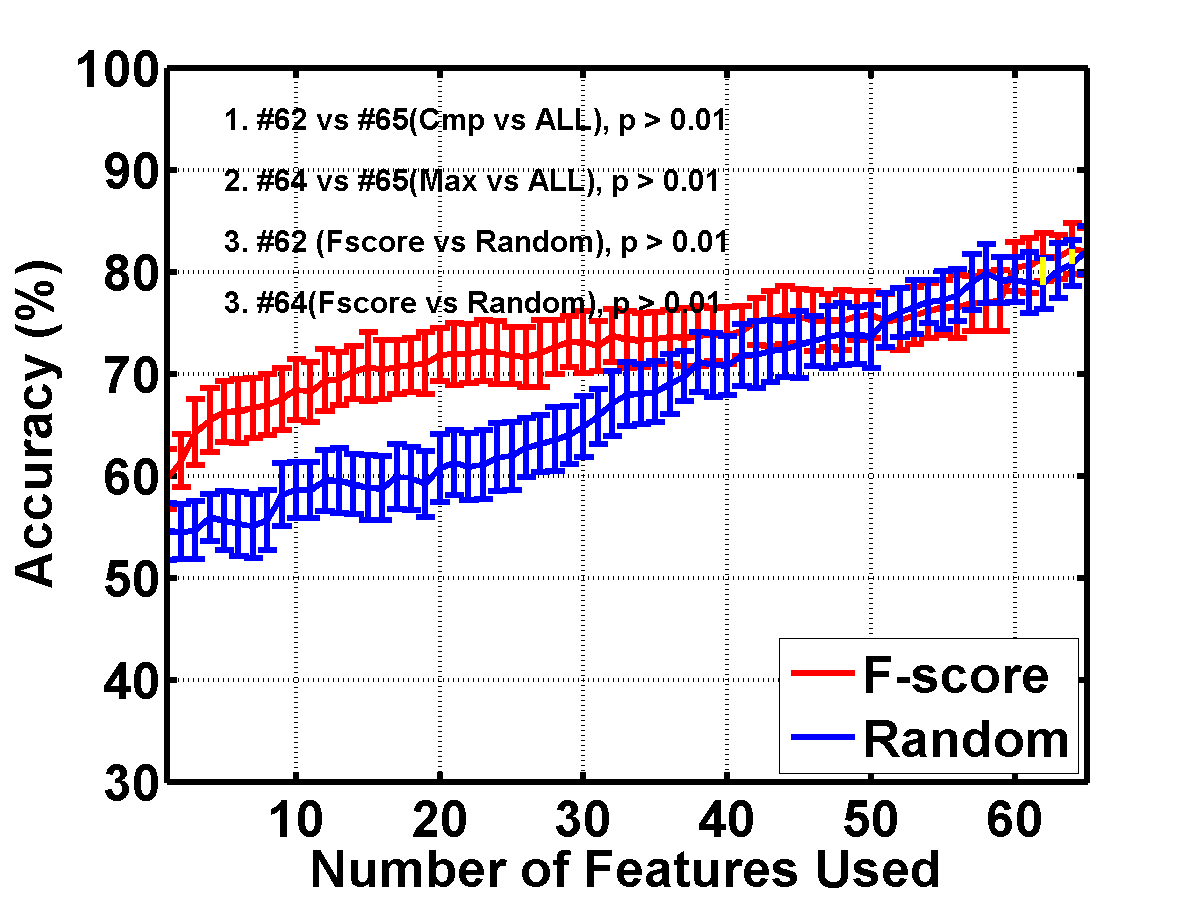 100
1. #62 vs #65(Cmp vs ALL), p > 0.01
90
2. #64 vs #65(Max vs ALL), p > 0.01
3. #62 (Fscore vs Random), p > 0.01
80
3. #64(Fscore vs Random), p > 0.01
70
60
50
40
30
Accuracy (%)
F-score
Random
10 20 30 40 50 60
Number of Features Used